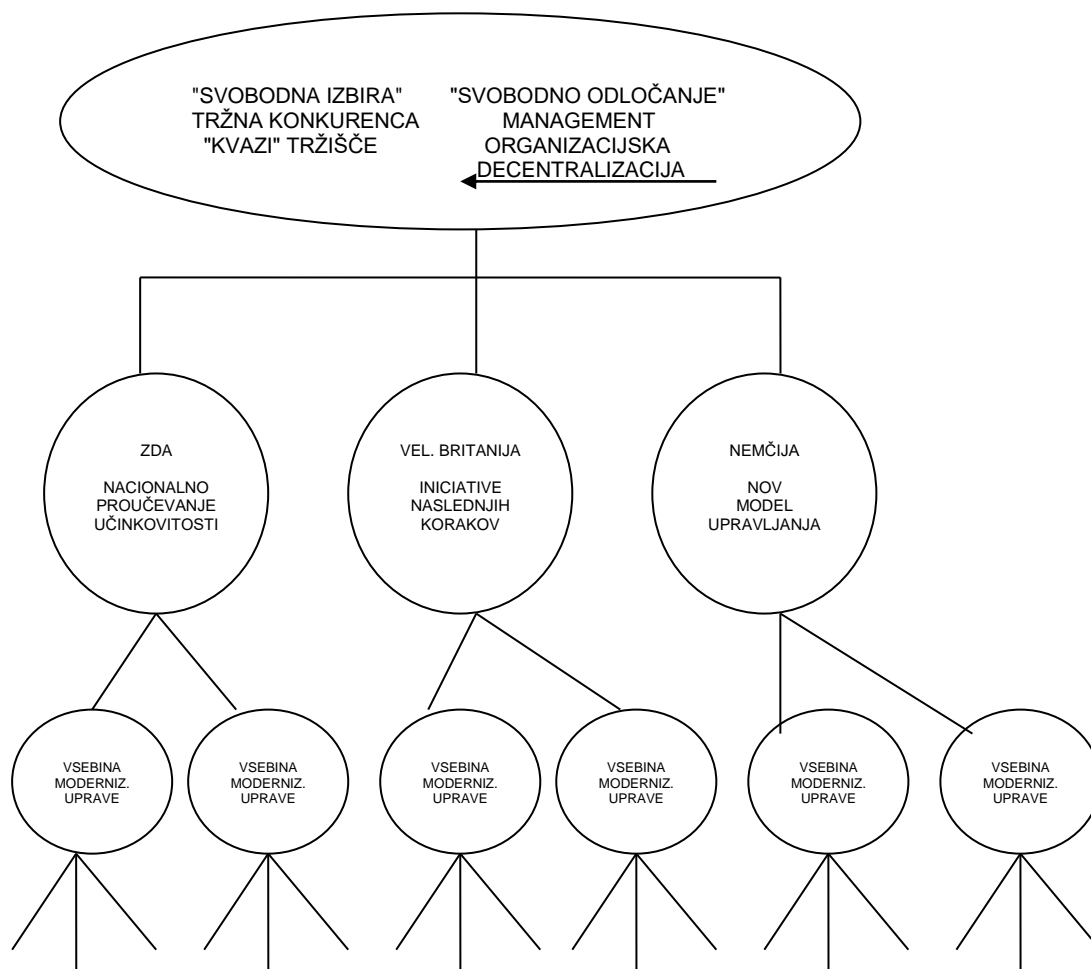 "SVOBODNA IZBIRA" "SVOBODNO ODLOČANJE"
TRŽNA KONKURENCA MANAGEMENT
"KVAZI" TRŽIŠČE ORGANIZACIJSKA
DECENTRALIZACIJA
ZDA
NACIONALNO
PROUČEVANJE
UČINKOVITOSTI
VEL. BRITANIJA
INICIATIVE
NASLEDNJIH
KORAKOV
NEMČIJA
NOV
MODEL
UPRAVLJANJA
VSEBINA
MODERNIZ.
UPRAVE
VSEBINA
MODERNIZ.
UPRAVE
VSEBINA
MODERNIZ.
UPRAVE
VSEBINA
MODERNIZ.
UPRAVE
VSEBINA
MODERNIZ.
UPRAVE
VSEBINA
MODERNIZ.
UPRAVE